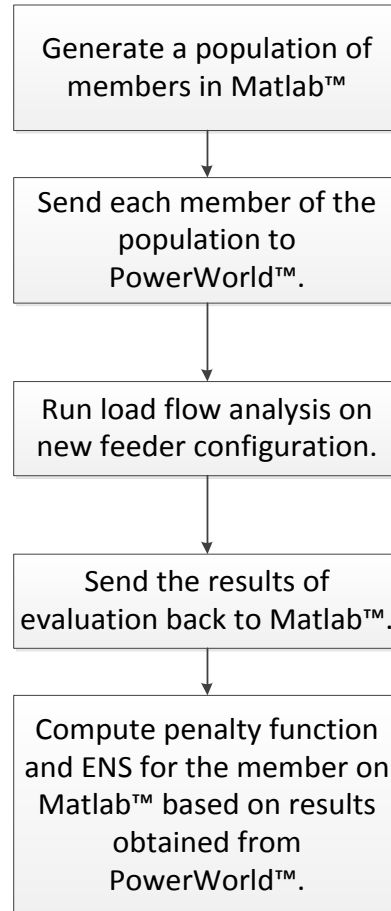 Generate a population of
members in Matlab™
Send each member of the
population to
PowerWorld™.
Run load flow analysis on
new feeder configuration.
Send the results of
evaluation back to Matlab™.
Compute penalty function
and ENS for the member on
Matlab™ based on results
obtained from
PowerWorld™.